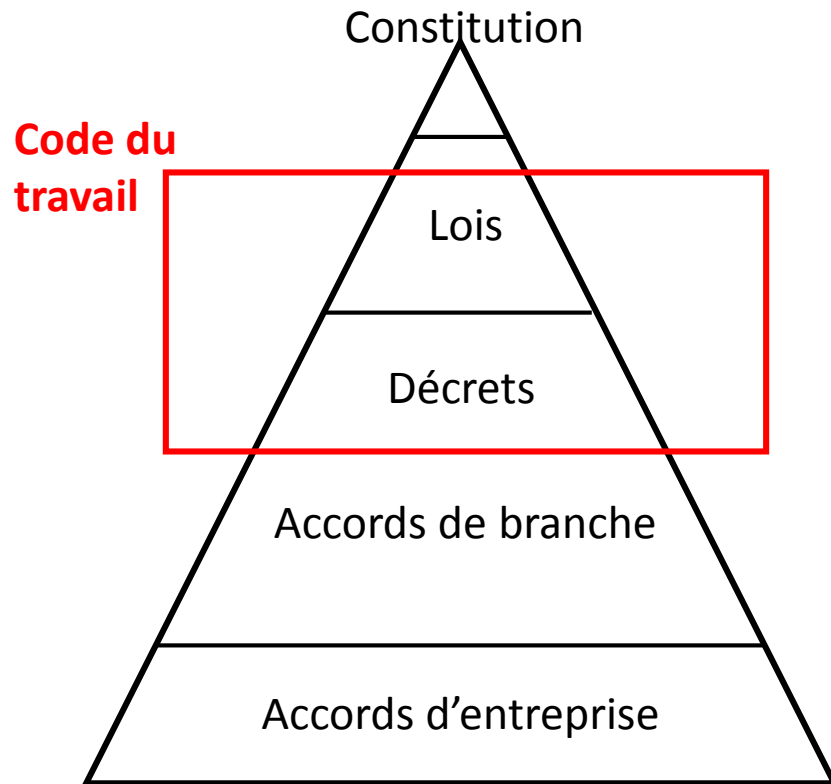 Constitution
Code du
travail
Lois
Décrets
Accords de branche
Accords d’entreprise